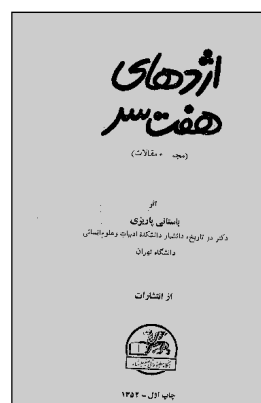 اژدهای
هفت سر
(مجموعه مقالات)
از
باستانی پاریزی
دکتر در تاریخ، دانشیار دانشکدهٔ ادبیات و علوم انسانی
دانشگاه تهران
از انتشارات
چاپ اول - ۱۳۵۲